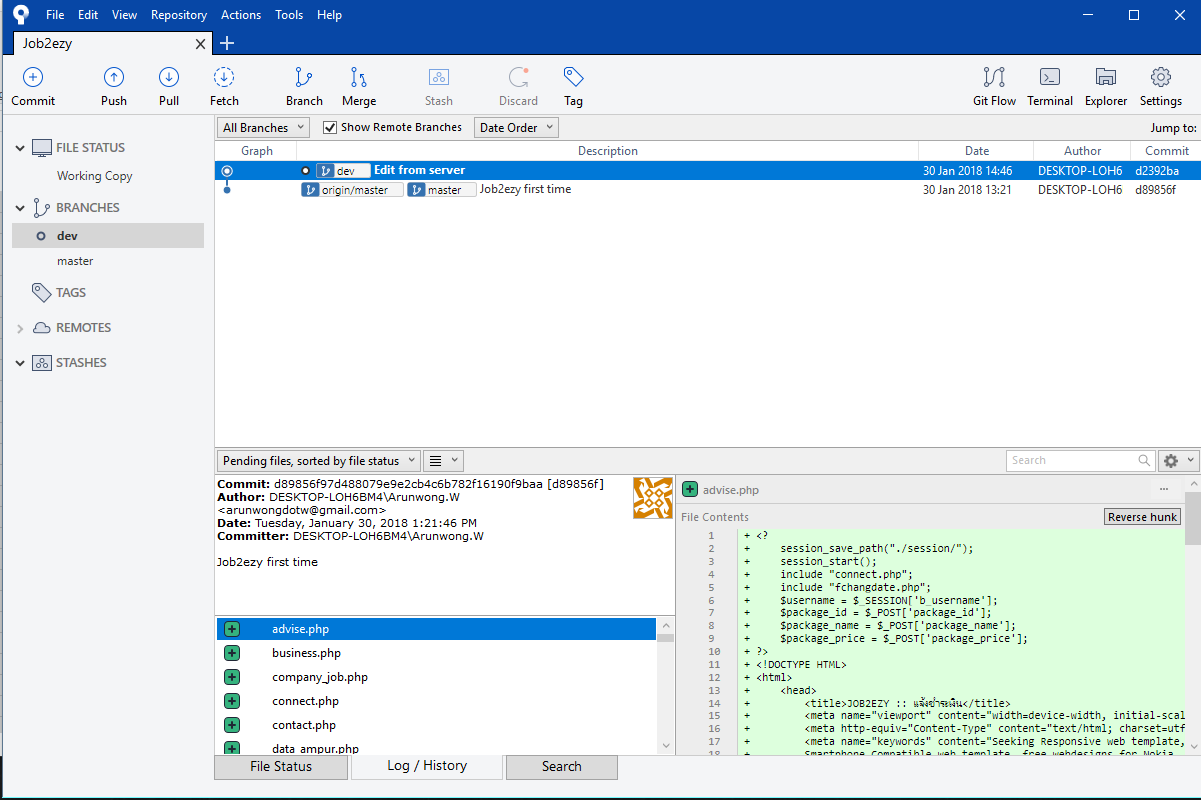 File Edit View Repository Actions Tools Help
Job2ezy
Commit Push Pull Fetch Branch Merge Stash Discard Tag Git Flow Terminal Explorer Settings
All Branches Show Remote Branches Date Order Jump to:
FILE STATUS
Working Copy
BRANCHES
dev
master
TAGS
REMOTES
STASHES
Graph Description Date Author Commit
dev Edit from server 30 Jan 2018 14:46 DESKTOP-LOH6 d2392ba
origin/master master Job2ezy first time 30 Jan 2018 13:21 DESKTOP-LOH6 d89856f
Pending files, sorted by file status Search
Commit: d89856f97d488079e9e2cb4c6b782f16190f9baa [d89856f]
Author: DESKTOP-LOH6BM4\Arunwong.W
<arunwongdotw@gmail.com>
Date: Tuesday, January 30, 2018 1:21:46 PM
Committer: DESKTOP-LOH6BM4\Arunwong.W
Job2ezy first time
advise.php
business.php
company_job.php
connect.php
contact.php
data_ampur.php
advise.php ...
File Contents Reverse hunk
1 + <?
2 + session_save_path("./session/");
3 + session_start();
4 + include "connect.php";
5 + include "fchangdate.php";
6 + $username = $_SESSION['b_username'];
7 + $package_id = $_POST['package_id'];
8 + $package_name = $_POST['package_name'];
9 + $package_price = $_POST['package_price'];
10 + ?>
11 + <!DOCTYPE HTML>
12 + <html>
13 + <head>
14 + <title>JOB2EZY :: แจ้งชำระเงิน</title>
15 + <meta name="viewport" content="width=device-width, initial-scal
16 + <meta http-equiv="Content-Type" content="text/html; charset=utf
17 + <meta name="keywords" content="Seeking Responsive web template,
18 + Smartphone Compatible web template, free webdesigns for Nokia
File Status Log / History Search